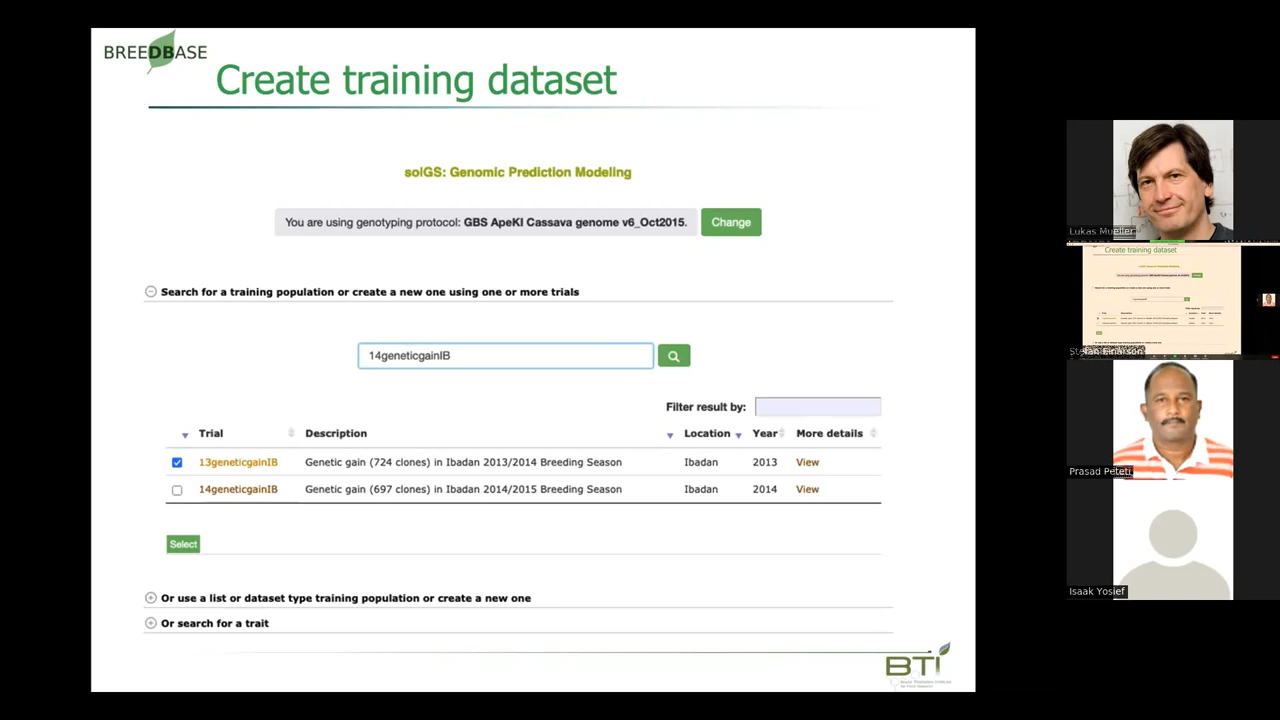 BREEDBASE
Create training dataset
solGS: Genomic Prediction Modeling
You are using genotyping protocol: GBS ApeKI Cassava genome v6_Oct2015.
Change
Search for a training population or create a new one using one or more trials
14geneticgainIB
Filter result by:
Trial Description Location Year More details
13geneticgainIB Genetic gain (724 clones) in Ibadan 2013/2014 Breeding Season Ibadan 2013 View
14geneticgainIB Genetic gain (697 clones) in Ibadan 2014/2015 Breeding Season Ibadan 2014 View
Select
Or use a list or dataset type training population or create a new one
Or search for a trait
BTI
Lukas Mueller
Create training dataset
Prasad Peteti
Isaak Yosief